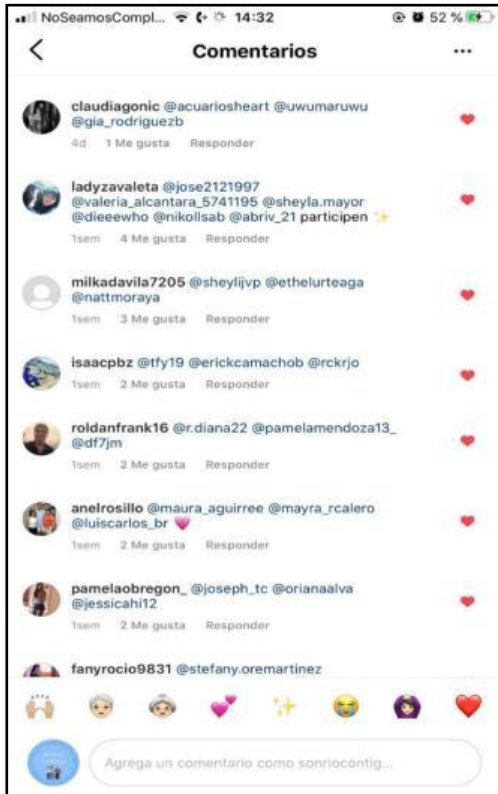 NoSeamosCompl... 14:32 52 %
Comentarios
claudiagonic @acuariosheart @uwumaruwu
@gia_rodriguezb
4d 1 Me gusta Responder
ladyzavaleta @jose2121997
@valeria_alcantara_5741195 @sheyla.mayor
@dieeewho @nikollsab @abriv_21 participen ✨
1sem 4 Me gusta Responder
milkadavila7205 @sheylijvp @ethelurteaga
@nattmoraya
1sem 3 Me gusta Responder
isaacpbz @tfy19 @erickcamachob @rckrjo
1sem 2 Me gusta Responder
roldanfrank16 @r.diana22 @pamelamendoza13_
@df7jm
1sem 2 Me gusta Responder
anelrosillo @maura_aguirree @mayra_rcalero
@luiscarlos_br 💗
1sem 2 Me gusta Responder
pamelaobregon_ @joseph_tc @orianaalva
@jessicahi12
1sem 2 Me gusta Responder
fanyrocio9831 @stefany.oremartinez
Agrega un comentario como sonriocontig...